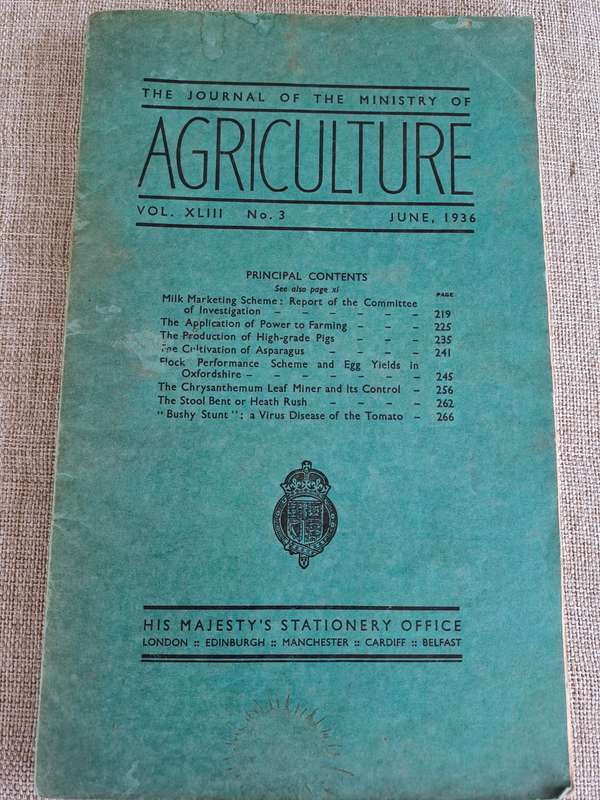 THE JOURNAL OF THE MINISTRY OF
AGRICULTURE
VOL. XLIII No. 3 JUNE, 1936
PRINCIPAL CONTENTS
See also page xi
PAGE
Milk Marketing Scheme: Report of the Committee
of Investigation – – – – – – 219
The Application of Power to Farming – – – 225
The Production of High-grade Pigs – – – 235
The Cultivation of Asparagus – – – – 241
Flock Performance Scheme and Egg Yields in
Oxfordshire – – – – – – – 245
The Chrysanthemum Leaf Miner and Its Control – 256
The Stool Bent or Heath Rush – – – – 262
"Bushy Stunt"; a Virus Disease of the Tomato – 266
HIS MAJESTY'S STATIONERY OFFICE
LONDON :: EDINBURGH :: MANCHESTER :: CARDIFF :: BELFAST